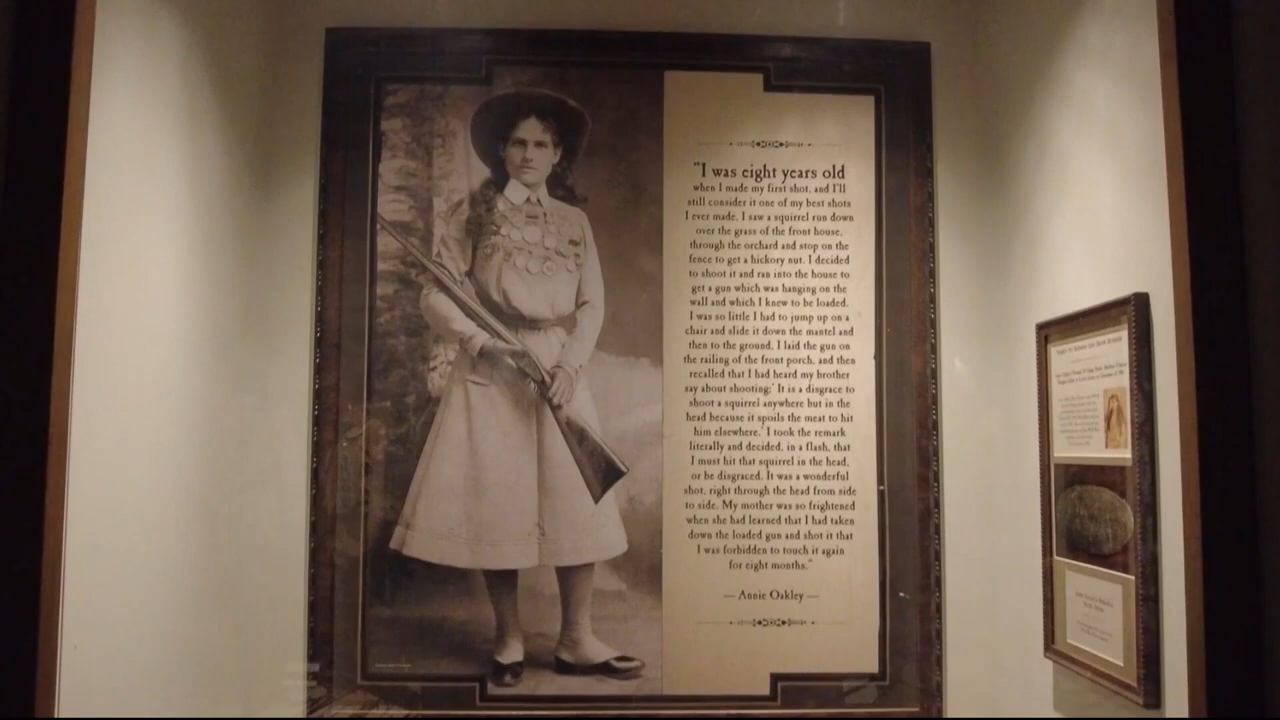 "I was eight years old
when I made my first shot, and I'll
still consider it one of my best shots
I ever made. I saw a squirrel run down
over the grass of the front house,
through the orchard and stop on the
fence to get a hickory nut. I decided
to shoot it and ran into the house to
get a gun which was hanging on the
wall and which I knew to be loaded.
I was so little I had to jump up on a
chair and slide it down the mantel and
then to the ground. I laid the gun on
the railing of the front porch, and then
recalled that I had heard my brother
say about shooting:' It is a disgrace to
shoot a squirrel anywhere but in the
head because it spoils the meat to hit
him elsewhere.' I took the remark
literally and decided, in a flash, that
I must hit that squirrel in the head,
or be disgraced. It was a wonderful
shot, right through the head from side
to side. My mother was so frightened
when she had learned that I had taken
down the loaded gun and shot it that
I was forbidden to touch it again
for eight months."
— Annie Oakley —